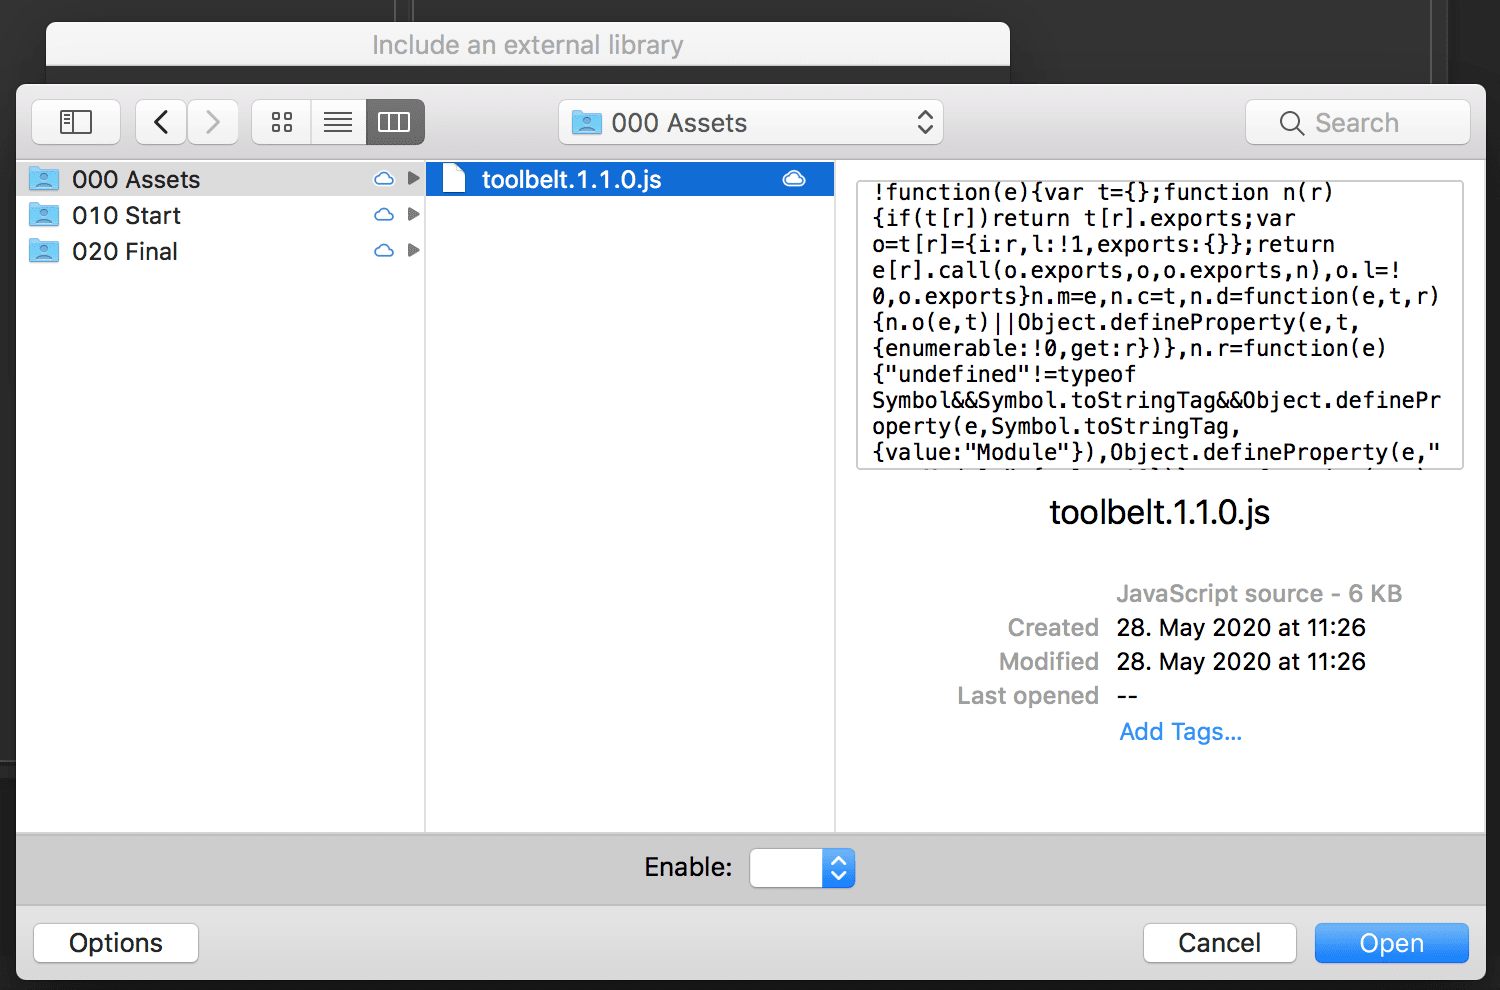 Include an external library
000 Assets
Search
000 Assets
010 Start
020 Final
toolbelt.1.1.0.js
!function(e){var t={};function n(r)
{if(t[r])return t[r].exports;var
o=t[r]={i:r,l:!1,exports:{}};return
e[r].call(o.exports,o,o.exports,n),o.l=!
0,o.exports}n.m=e,n.c=t,n.d=function(e,t,r)
{n.o(e,t)||Object.defineProperty(e,t,
{enumerable:!0,get:r})},n.r=function(e)
{"undefined"!=typeof
Symbol&&Symbol.toStringTag&&Object.definePr
operty(e,Symbol.toStringTag,
{value:"Module"}),Object.defineProperty(e,"
toolbelt.1.1.0.js
JavaScript source - 6 KB
Created 28. May 2020 at 11:26
Modified 28. May 2020 at 11:26
Last opened --
Add Tags...
Enable:
Options
Cancel
Open